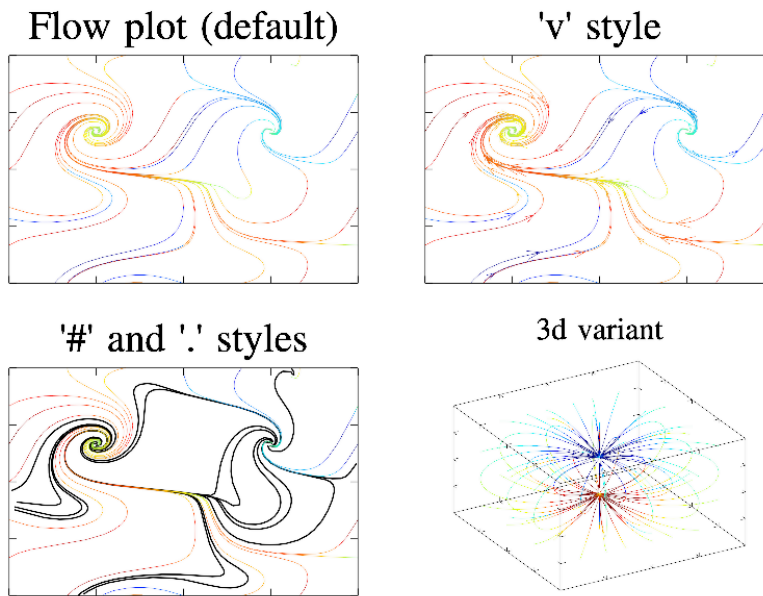 Flow plot (default)
'v' style
'#' and '.' styles
3d variant